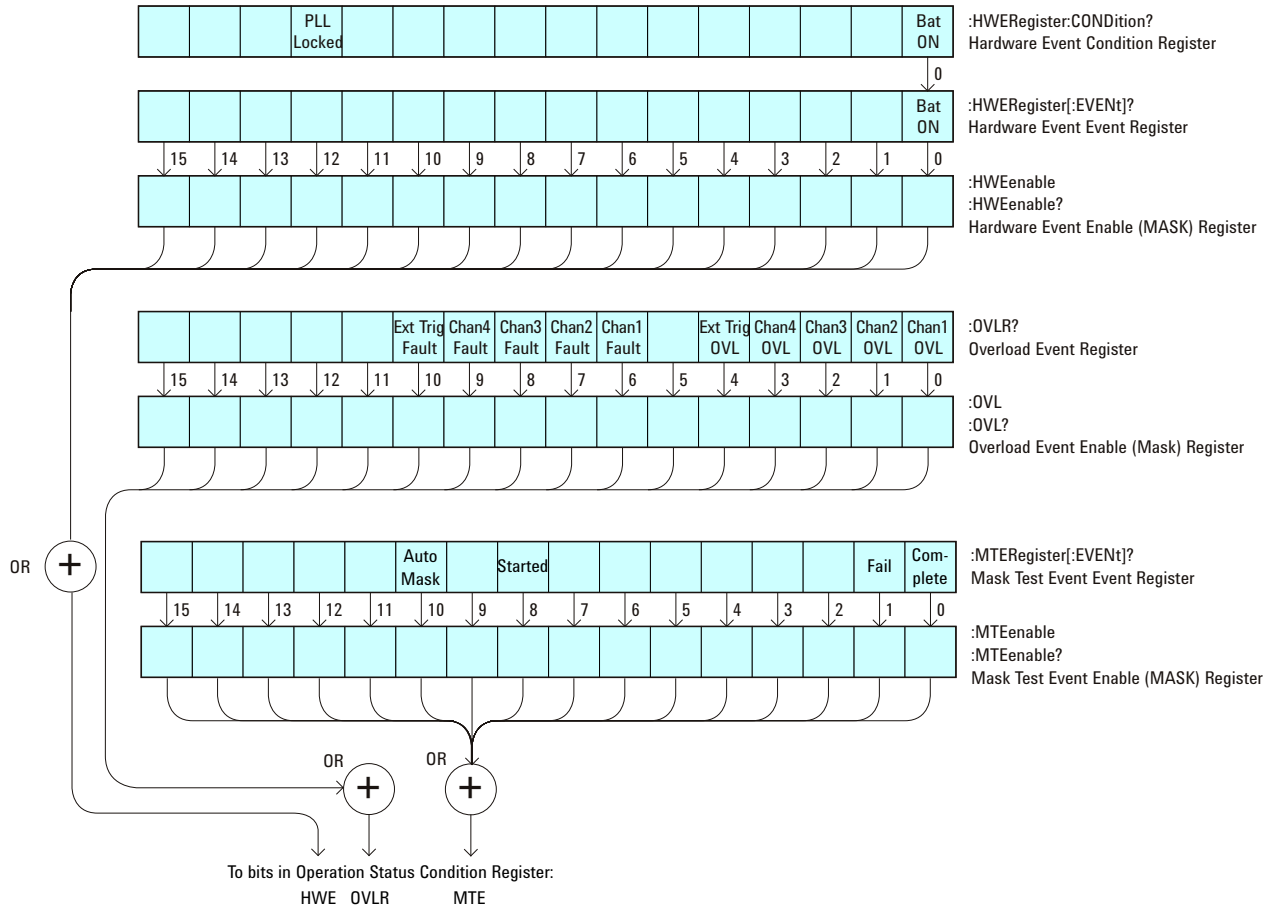 PLL Locked
Bat ON
:HWERegister:CONDition?
Hardware Event Condition Register
0
Bat ON
:HWERegister[:EVENt]?
Hardware Event Event Register
15 14 13 12 11 10 9 8 7 6 5 4 3 2 1 0
:HWEenable
:HWEenable?
Hardware Event Enable (MASK) Register
Ext Trig Fault
Chan4 Fault
Chan3 Fault
Chan2 Fault
Chan1 Fault
Ext Trig OVL
Chan4 OVL
Chan3 OVL
Chan2 OVL
Chan1 OVL
:OVLR?
Overload Event Register
15 14 13 12 11 10 9 8 7 6 5 4 3 2 1 0
:OVL
:OVL?
Overload Event Enable (Mask) Register
OR +
Auto Mask
Started
Fail
Com-
plete
:MTERegister[:EVENt]?
Mask Test Event Event Register
15 14 13 12 11 10 9 8 7 6 5 4 3 2 1 0
:MTEenable
:MTEenable?
Mask Test Event Enable (MASK) Register
OR +
OR +
To bits in Operation Status Condition Register:
HWE OVLR MTE